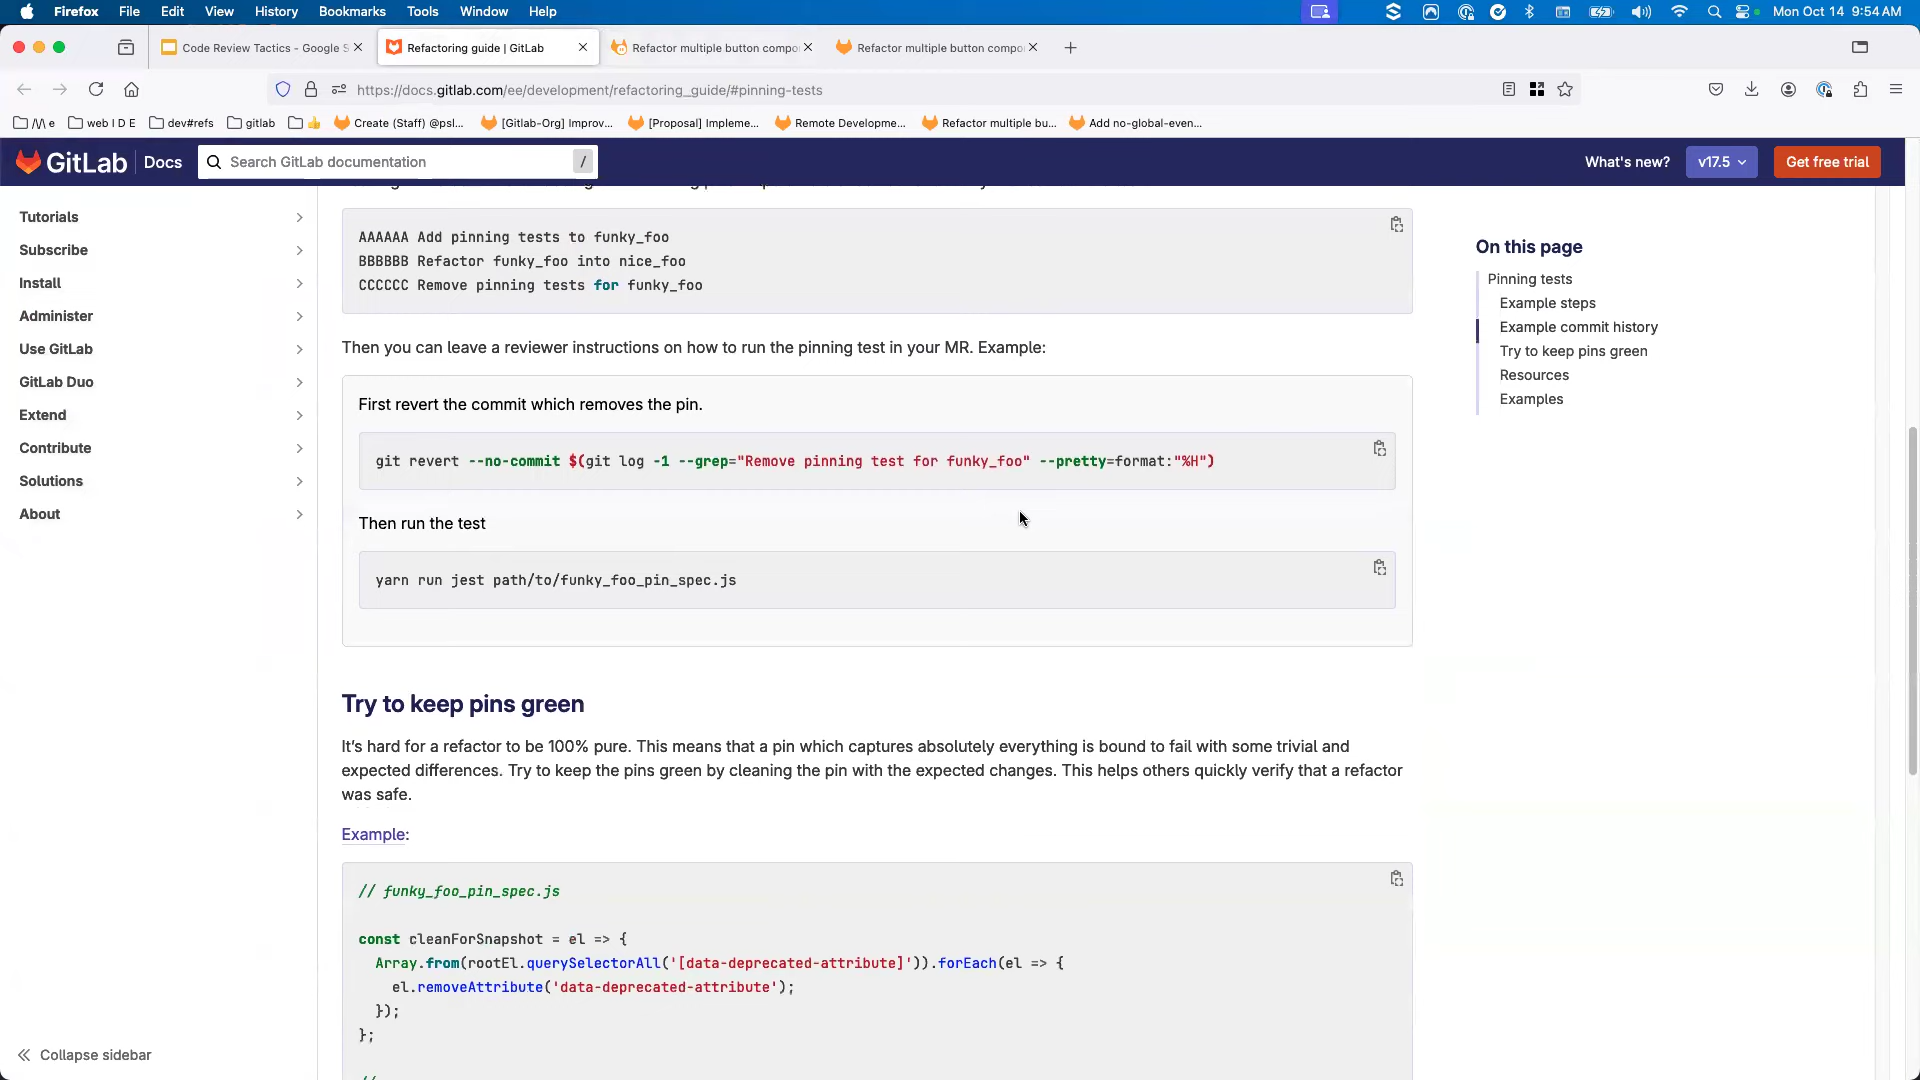 Firefox File Edit View History Bookmarks Tools Window Help Mon Oct 14 9:54 AM
Code Review Tactics - Google S
Refactoring guide | GitLab
Refactor multiple button compo
Refactor multiple button compo
https://docs.gitlab.com/ee/development/refactoring_guide/#pinning-tests
web I D E dev#refs gitlab Create (Staff) @psl... [Gitlab-Org] Improv... [Proposal] Impleme... Remote Developme... Refactor multiple bu... Add no-global-even...
GitLab Docs Search GitLab documentation / What's new? v17.5 Get free trial
Tutorials
Subscribe
Install
Administer
Use GitLab
GitLab Duo
Extend
Contribute
Solutions
About
Collapse sidebar
AAAAAA Add pinning tests to funky_foo
BBBBBB Refactor funky_foo into nice_foo
CCCCCC Remove pinning tests for funky_foo
Then you can leave a reviewer instructions on how to run the pinning test in your MR. Example:
First revert the commit which removes the pin.
git revert --no-commit $(git log -1 --grep="Remove pinning test for funky_foo" --pretty=format:"%H")
Then run the test
yarn run jest path/to/funky_foo_pin_spec.js
Try to keep pins green
It's hard for a refactor to be 100% pure. This means that a pin which captures absolutely everything is bound to fail with some trivial and
expected differences. Try to keep the pins green by cleaning the pin with the expected changes. This helps others quickly verify that a refactor
was safe.
Example:
// funky_foo_pin_spec.js
const cleanForSnapshot = el => {
Array.from(rootEl.querySelectorAll('[data-deprecated-attribute]')).forEach(el => {
el.removeAttribute('data-deprecated-attribute');
});
};
//
On this page
Pinning tests
Example steps
Example commit history
Try to keep pins green
Resources
Examples